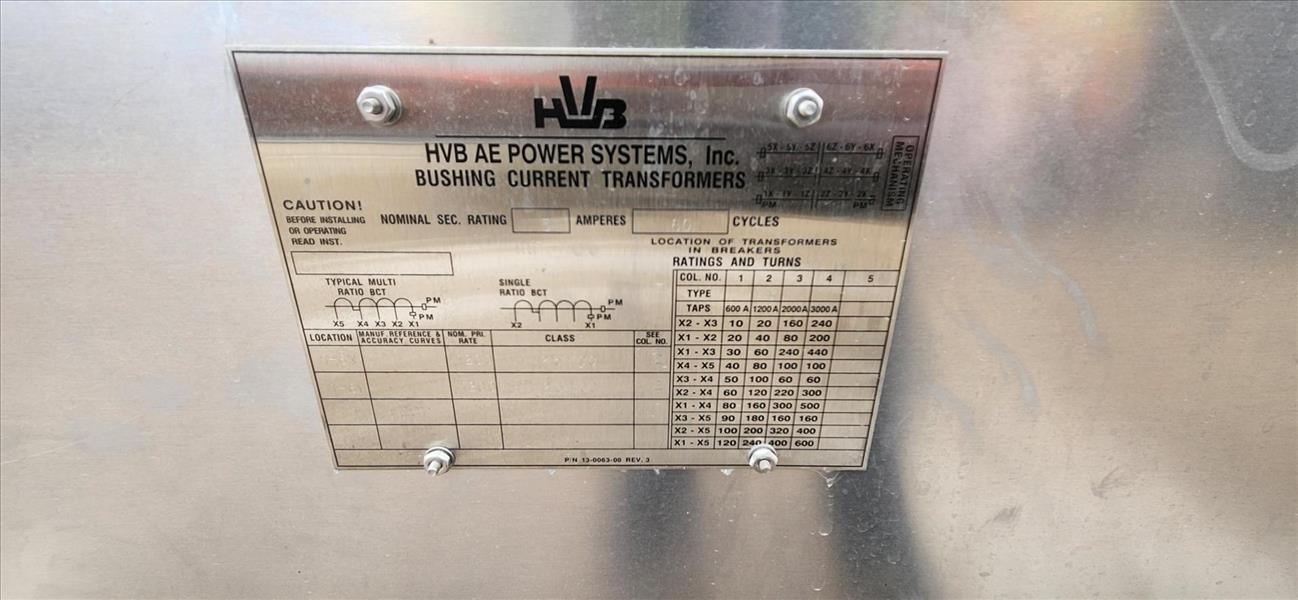 HVB
HVB AE POWER SYSTEMS, Inc.
BUSHING CURRENT TRANSFORMERS
5X - 5Y - 5Z 6Z - 6Y - 6X
3X - 3Y - 3Z 4Z - 4Y - 4X
1X - 1Y - 1Z 2Z - 2Y - 2X
PM PM
OPERATING
MECHANISM
CAUTION!
BEFORE INSTALLING
OR OPERATING
READ INST.
NOMINAL SEC. RATING 5 AMPERES 60 CYCLES
LOCATION OF TRANSFORMERS
IN BREAKERS
TYPICAL MULTI
RATIO BCT
PM
PM
X5 X4 X3 X2 X1
SINGLE
RATIO BCT
PM
PM
X2 X1
LOCATION MANUF. REFERENCE & ACCURACY CURVES NOM. PRI. RATE CLASS SEE COL. NO.
RATINGS AND TURNS
COL. NO. 1 2 3 4 5
TYPE
TAPS 600 A 1200 A 2000 A 3000 A
X2 - X3 10 20 160 240
X1 - X2 20 40 80 200
X1 - X3 30 60 240 440
X4 - X5 40 80 100 100
X3 - X4 50 100 60 60
X2 - X4 60 120 220 300
X1 - X4 80 160 300 500
X3 - X5 90 180 160 160
X2 - X5 100 200 320 400
X1 - X5 120 240 400 600
P/N 13-0063-00 REV. 3